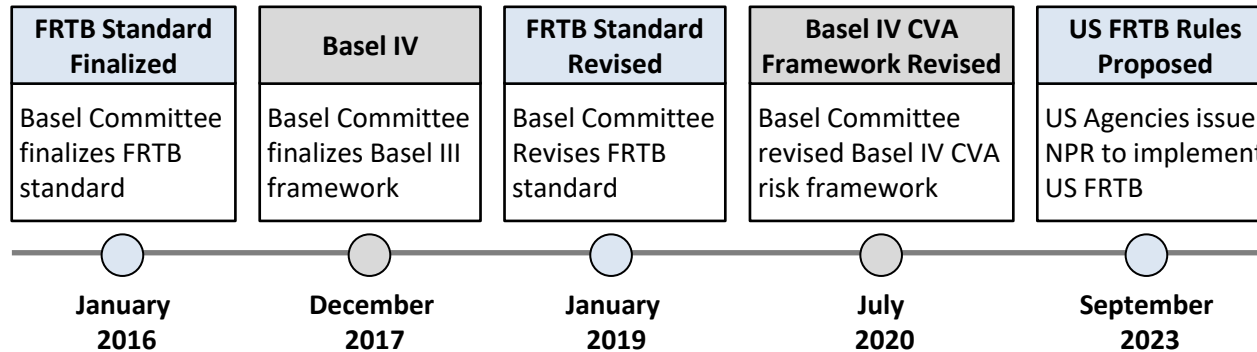 FRTB Standard
Finalized
Basel Committee
finalizes FRTB
standard
January
2016
Basel IV
Basel Committee
finalizes Basel III
framework
December
2017
FRTB Standard
Revised
Basel Committee
Revises FRTB
standard
January
2019
Basel IV CVA
Framework Revised
Basel Committee
revised Basel IV CVA
risk framework
July
2020
US FRTB Rules
Proposed
US Agencies issue
NPR to implement
US FRTB
September
2023